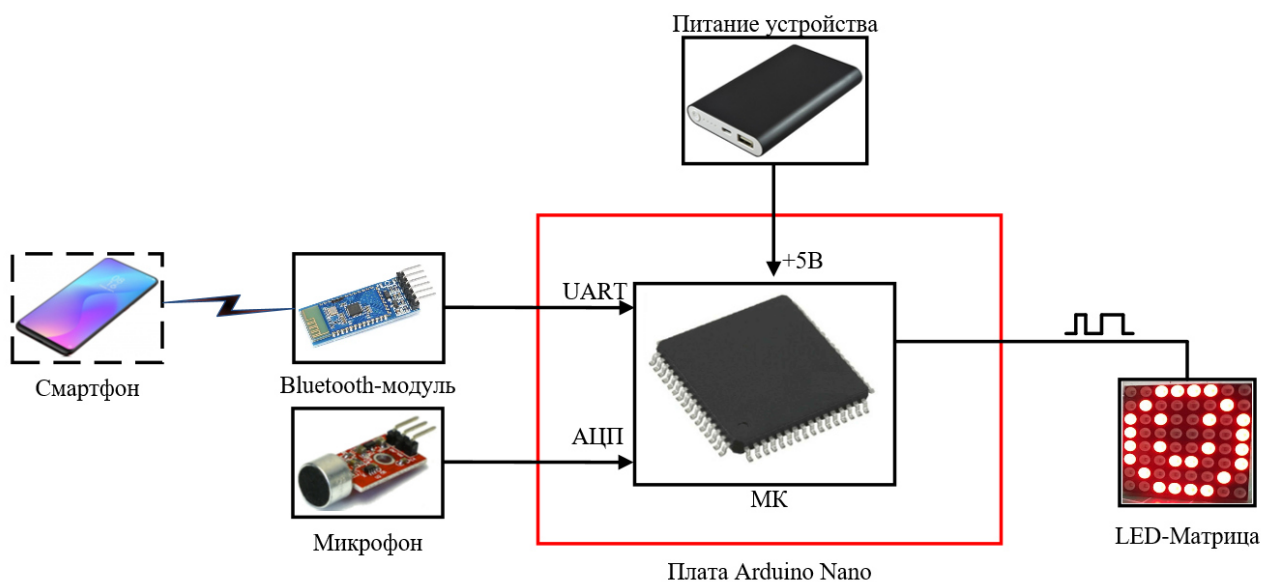 Питание устройства
+5В
UART
Смартфон
Bluetooth-модуль
АЦП
МК
Микрофон
LED-Матрица
Плата Arduino Nano